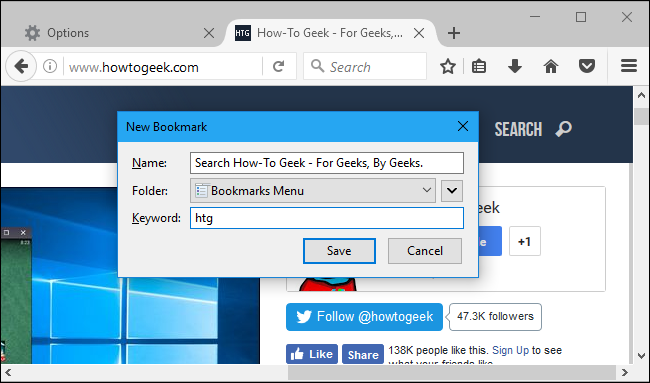 Options
HTG How-To Geek - For Geeks,...
www.howtogeek.com
Search
SEARCH
New Bookmark
Name: Search How-To Geek - For Geeks, By Geeks.
Folder: Bookmarks Menu
Keyword: htg
Save Cancel
eek
e +1
Follow @howtogeek 47.3K followers
Like Share 138K people like this. Sign Up to see
what your friends like.